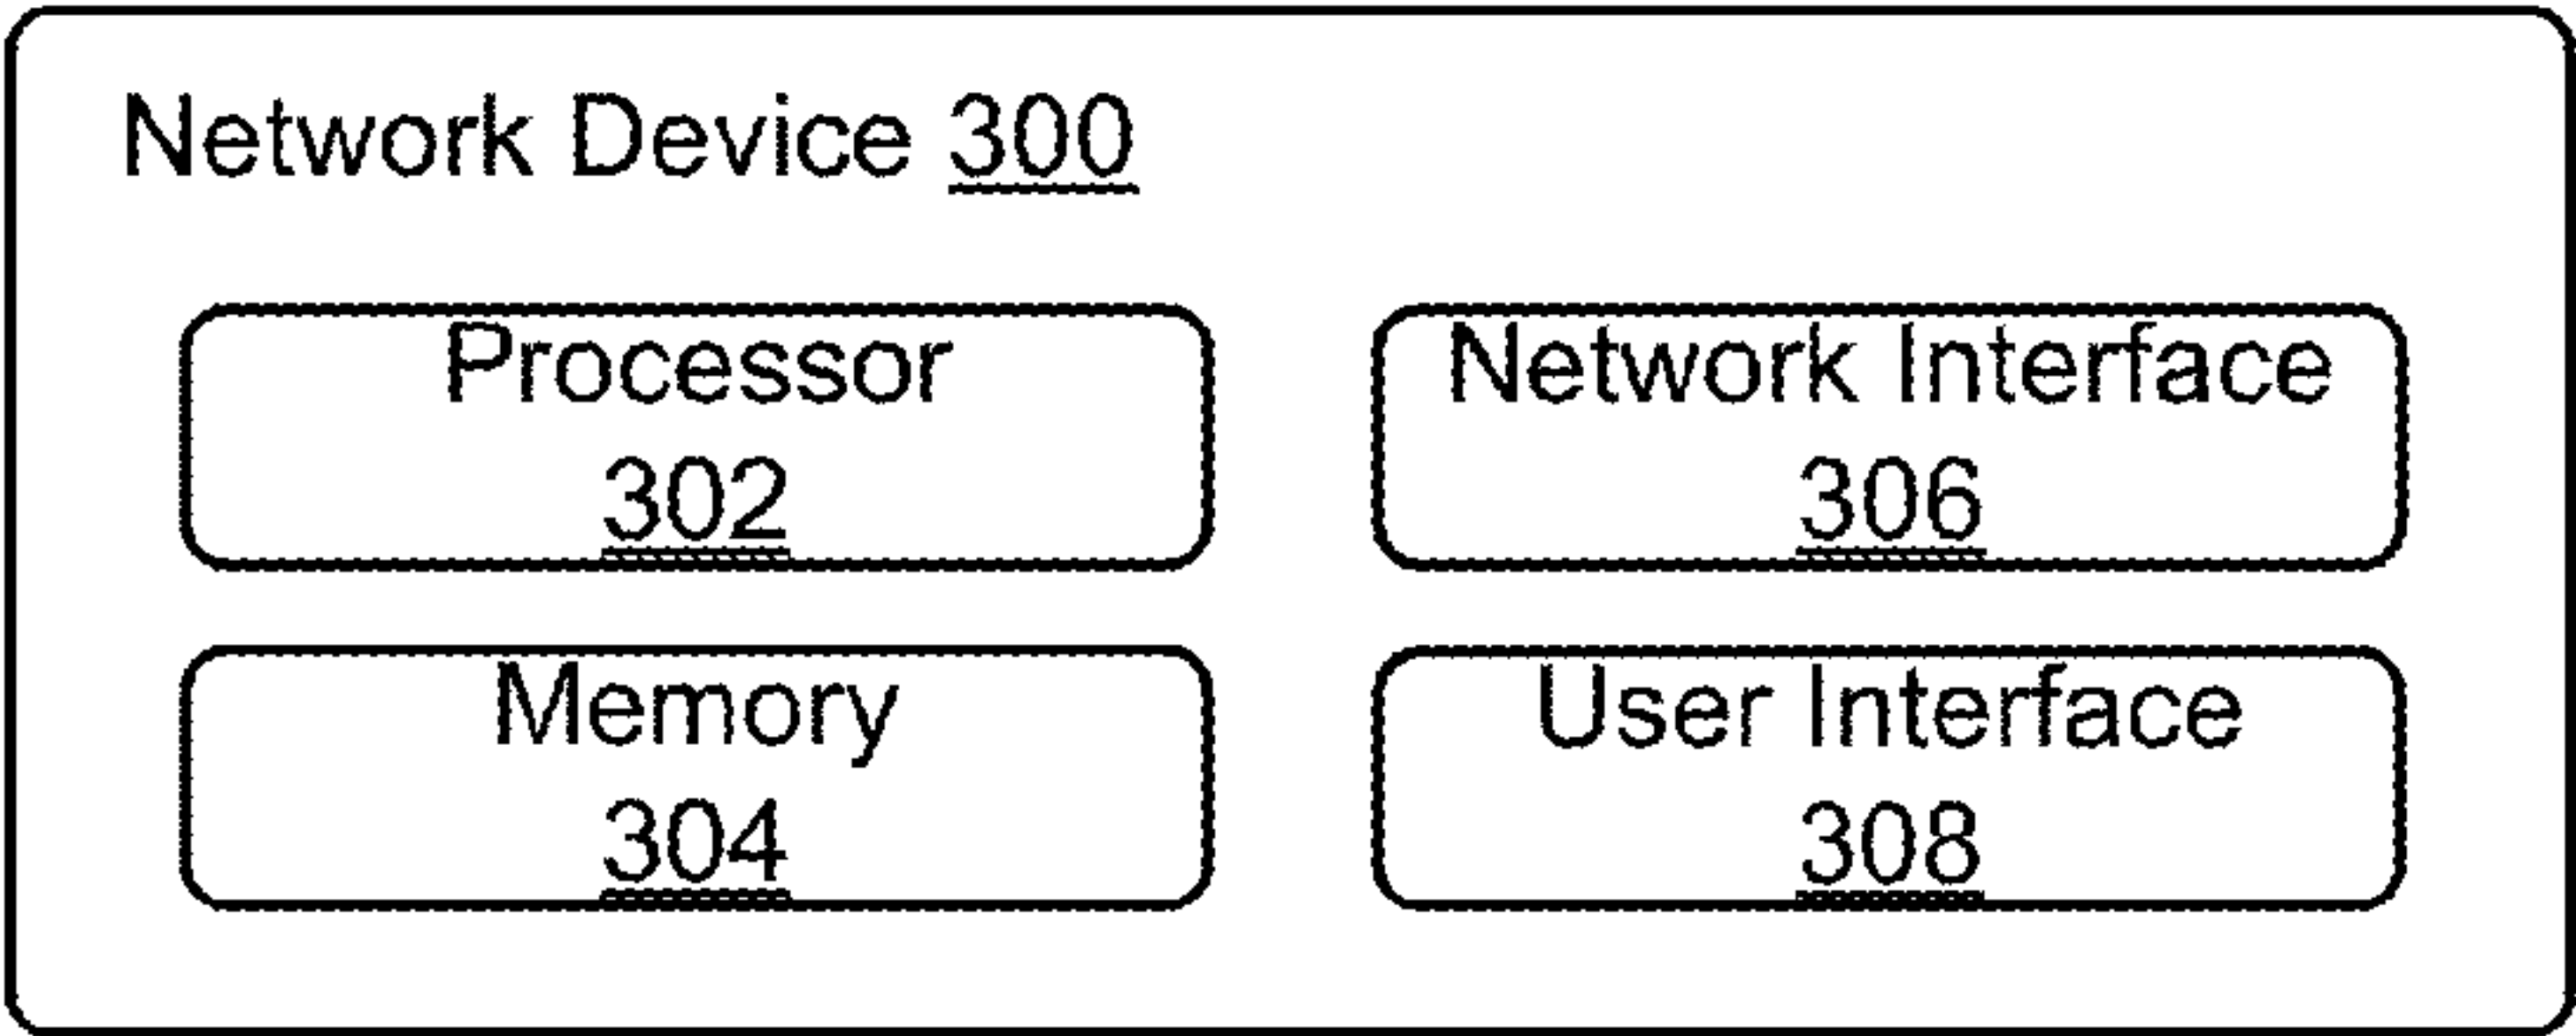 Network Device 300
Processor
302
Network Interface
306
Memory
304
User Interface
308